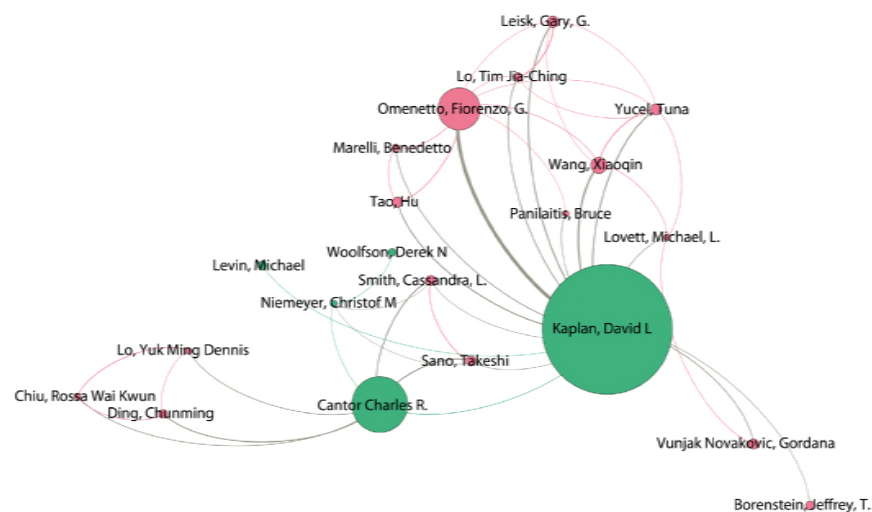 Leisk, Gary, G.
Lo, Tim Jia-Ching
Omenetto, Fiorenzo, G.
Yucel, Tuna
Marelli, Benedetto
Wang, Xiaoqin
Tao, Hu
Panilaitis, Bruce
Lovett, Michael, L.
Woolfson, Derek N
Levin, Michael
Smith, Cassandra, L.
Niemeyer, Christof M
Kaplan, David L
Lo, Yuk Ming Dennis
Sano, Takeshi
Chiu, Rossa Wai Kwun
Cantor Charles R.
Ding, Chunming
Vunjak Novakovic, Gordana
Borenstein, Jeffrey, T.